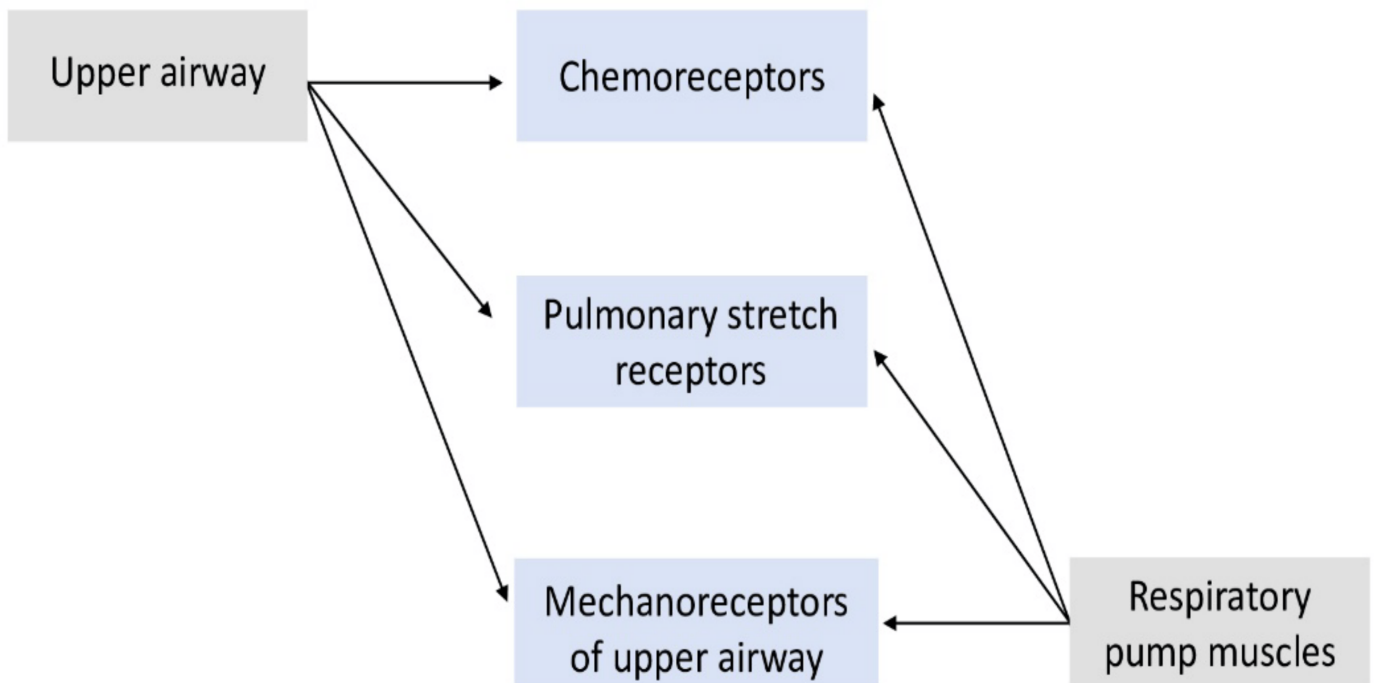 Upper airway
Chemoreceptors
Pulmonary stretch
receptors
Mechanoreceptors
of upper airway
Respiratory
pump muscles